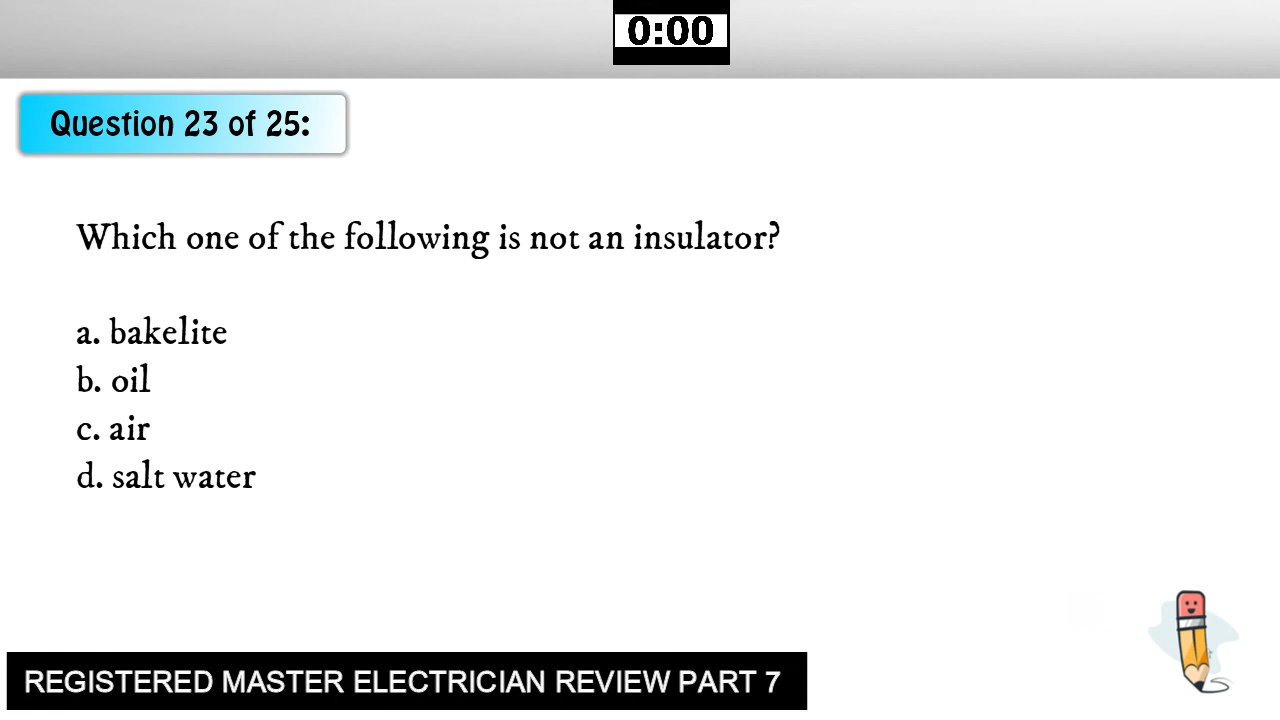 0:00
Question 23 of 25:
Which one of the following is not an insulator?
a. bakelite
b. oil
c. air
d. salt water
REGISTERED MASTER ELECTRICIAN REVIEW PART 7